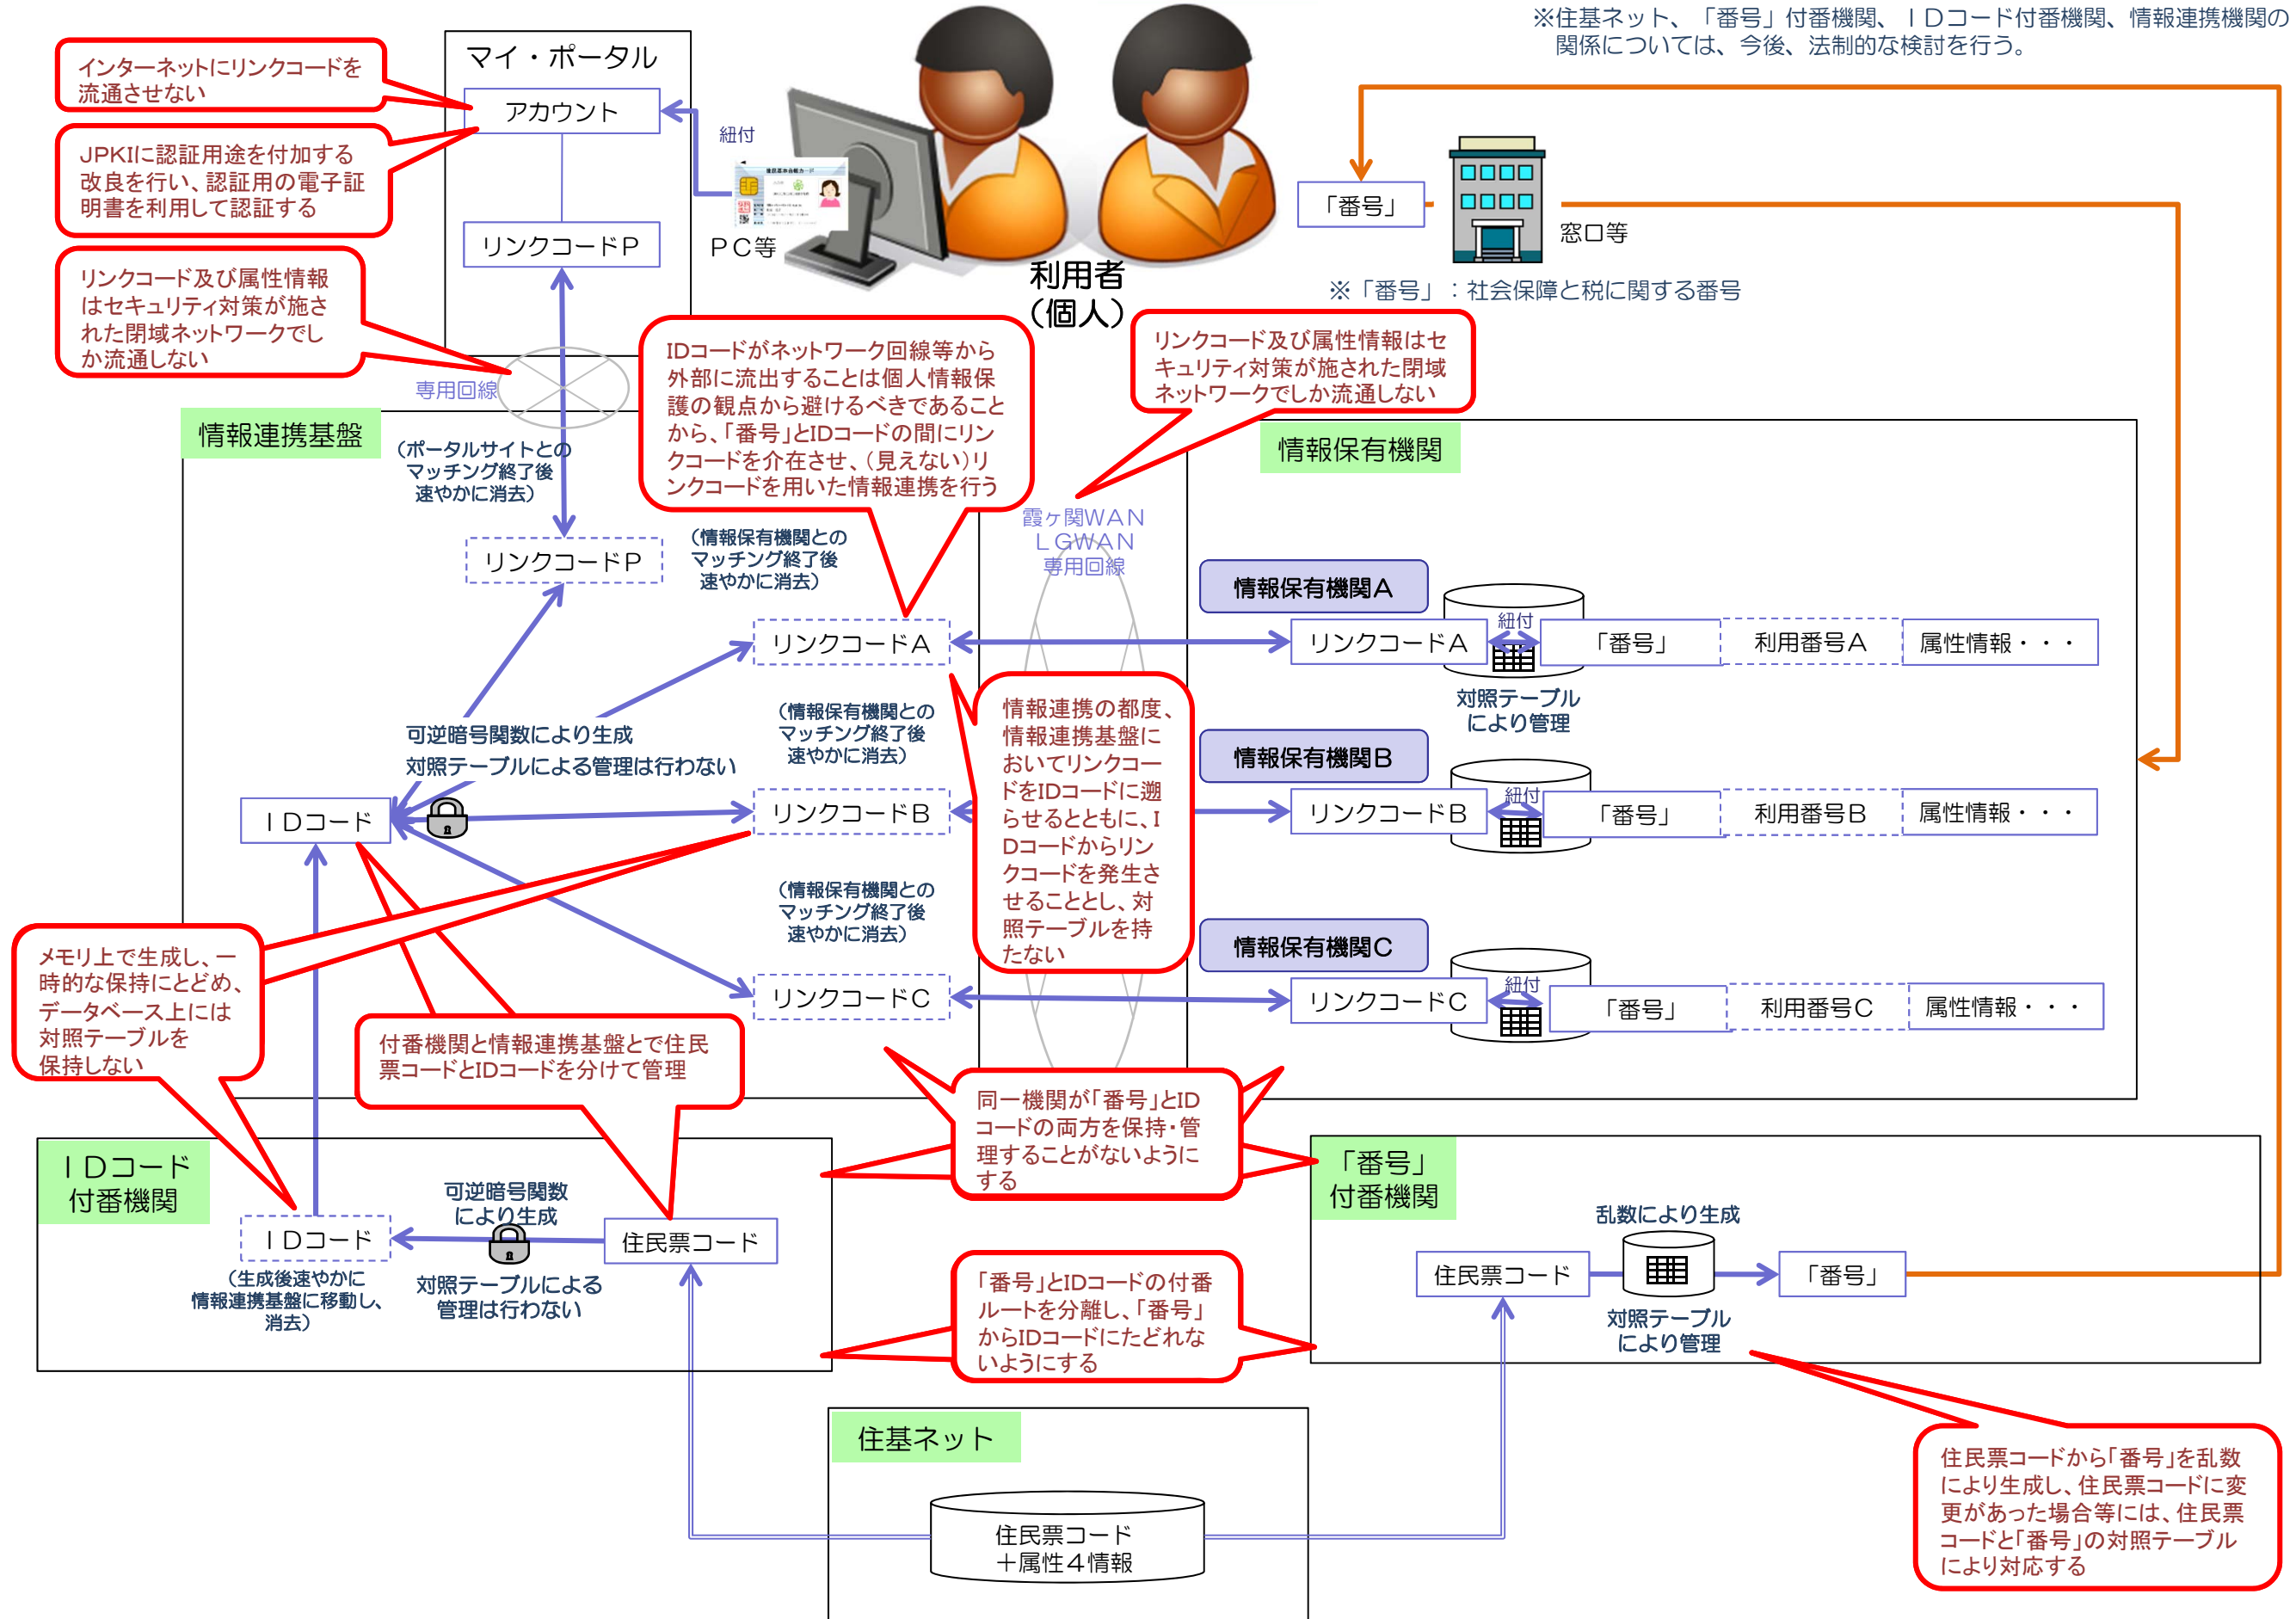 ※住基ネット、「番号」付番機関、ＩＤコード付番機関、情報連携機関の
関係については、今後、法制的な検討を行う。
マイ・ポータル
アカウント
リンクコードＰ
インターネットにリンクコードを
流通させない
JPKIに認証用途を付加する
改良を行い、認証用の電子証
明書を利用して認証する
リンクコード及び属性情報
はセキュリティ対策が施さ
れた閉域ネットワークでし
か流通しない
紐付
ＰＣ等
利用者
（個人）
「番号」
窓口等
※「番号」：社会保障と税に関する番号
専用回線
IDコードがネットワーク回線等から
外部に流出することは個人情報保
護の観点から避けるべきであること
から、「番号」とIDコードの間にリン
クコードを介在させ、（見えない）リ
ンクコードを用いた情報連携を行う
リンクコード及び属性情報はセ
キュリティ対策が施された閉域
ネットワークでしか流通しない
情報連携基盤
（ポータルサイトとの
マッチング終了後
速やかに消去）
リンクコードＰ
（情報保有機関との
マッチング終了後
速やかに消去）
リンクコードＡ
霞ヶ関ＷＡＮ
ＬＧＷＡＮ
専用回線
可逆暗号関数により生成
対照テーブルによる管理は行わない
（情報保有機関との
マッチング終了後
速やかに消去）
ＩＤコード
リンクコードＢ
（情報保有機関との
マッチング終了後
速やかに消去）
リンクコードＣ
情報連携の都度、
情報連携基盤に
おいてリンクコー
ドをIDコードに遡
らせるとともに、I
Dコードからリン
クコードを発生さ
せることとし、対
照テーブルを持
たない
情報保有機関
情報保有機関Ａ
リンクコードＡ
紐付
「番号」
利用番号Ａ
属性情報・・・
対照テーブル
により管理
情報保有機関Ｂ
リンクコードＢ
紐付
「番号」
利用番号Ｂ
属性情報・・・
情報保有機関Ｃ
リンクコードＣ
紐付
「番号」
利用番号Ｃ
属性情報・・・
メモリ上で生成し、一
時的な保持にとどめ、
データベース上には
対照テーブルを
保持しない
付番機関と情報連携基盤とで住民
票コードとIDコードを分けて管理
同一機関が「番号」とID
コードの両方を保持・管
理することがないように
する
ＩＤコード
付番機関
ＩＤコード
（生成後速やかに
情報連携基盤に移動し、
消去）
可逆暗号関数
により生成
対照テーブルによる
管理は行わない
住民票コード
「番号」とIDコードの付番
ルートを分離し、「番号」
からIDコードにたどれな
いようにする
「番号」
付番機関
住民票コード
乱数により生成
対照テーブル
により管理
「番号」
住基ネット
住民票コード
＋属性４情報
住民票コードから「番号」を乱数
により生成し、住民票コードに変
更があった場合等には、住民票
コードと「番号」の対照テーブル
により対応する